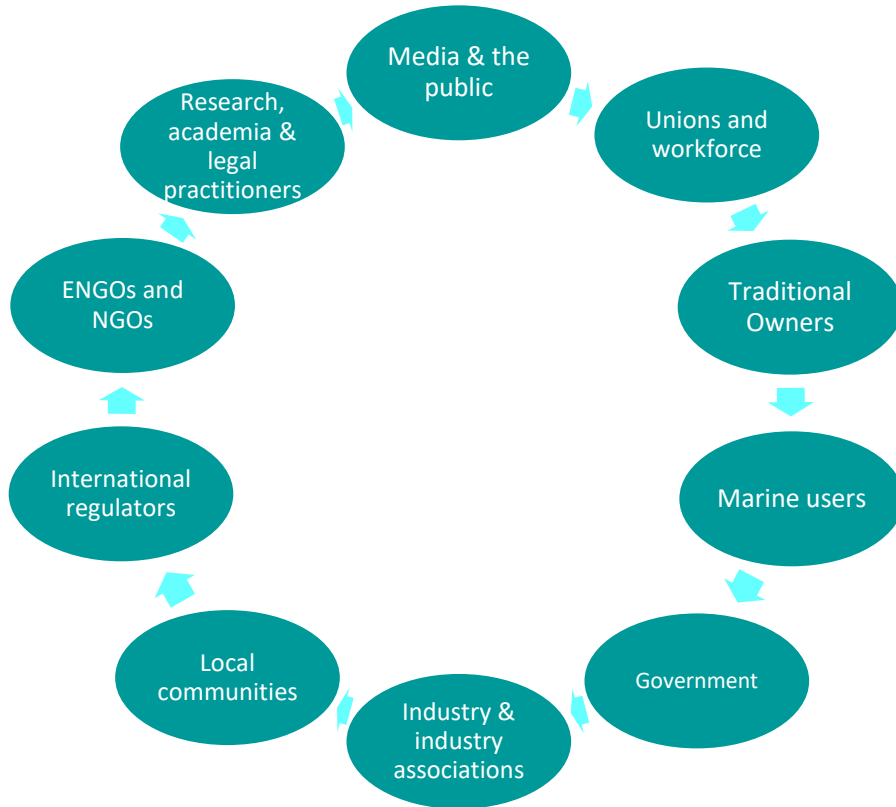 Media & the
public
Unions and
workforce
Traditional
Owners
Marine users
Government
Industry &
industry
associations
Local
communities
International
regulators
ENGOs and
NGOs
Research,
academia &
legal
practitioners